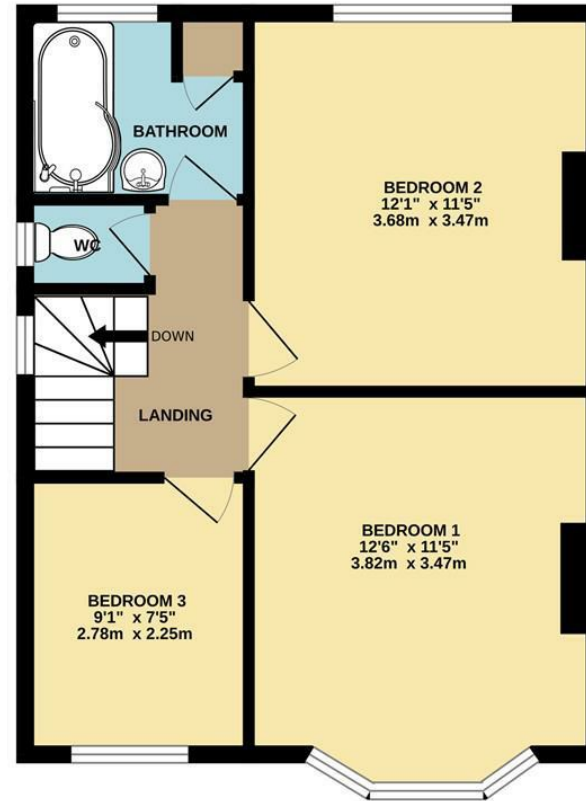 BATHROOM
BEDROOM 2
12'1" x 11'5"
3.68m x 3.47m
WC
DOWN
LANDING
BEDROOM 1
12'6" x 11'5"
3.82m x 3.47m
BEDROOM 3
9'1" x 7'5"
2.78m x 2.25m